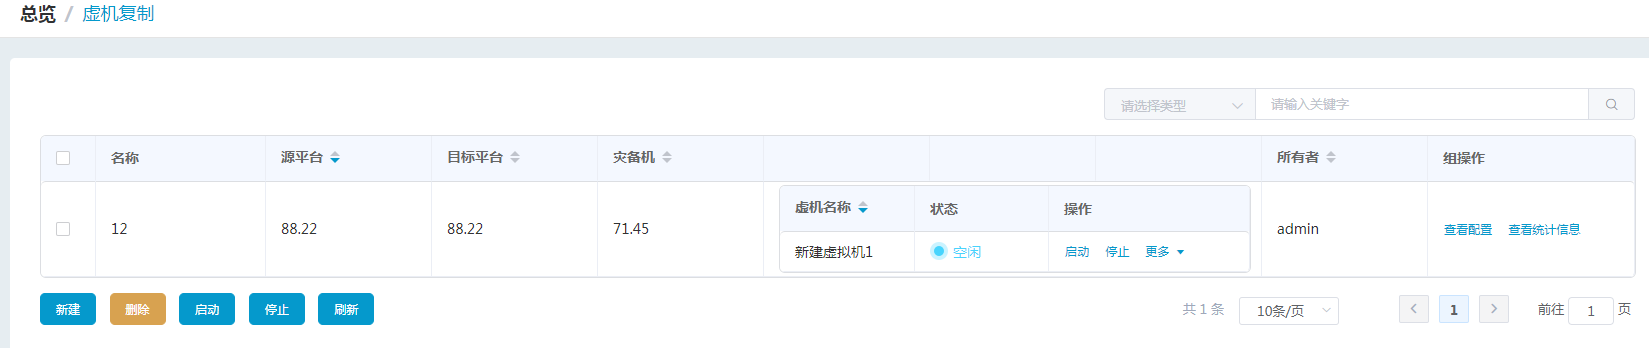 总览 / 虚机复制
请选择类型 请输入关键字
名称 源平台 目标平台 灾备机 所有者 组操作
虚机名称 状态 操作
12 88.22 88.22 71.45 admin 查看配置 查看统计信息
新建虚拟机1 空闲 启动 停止 更多
新建 删除 启动 停止 刷新 共 1 条 10条/页 1 前往 1 页